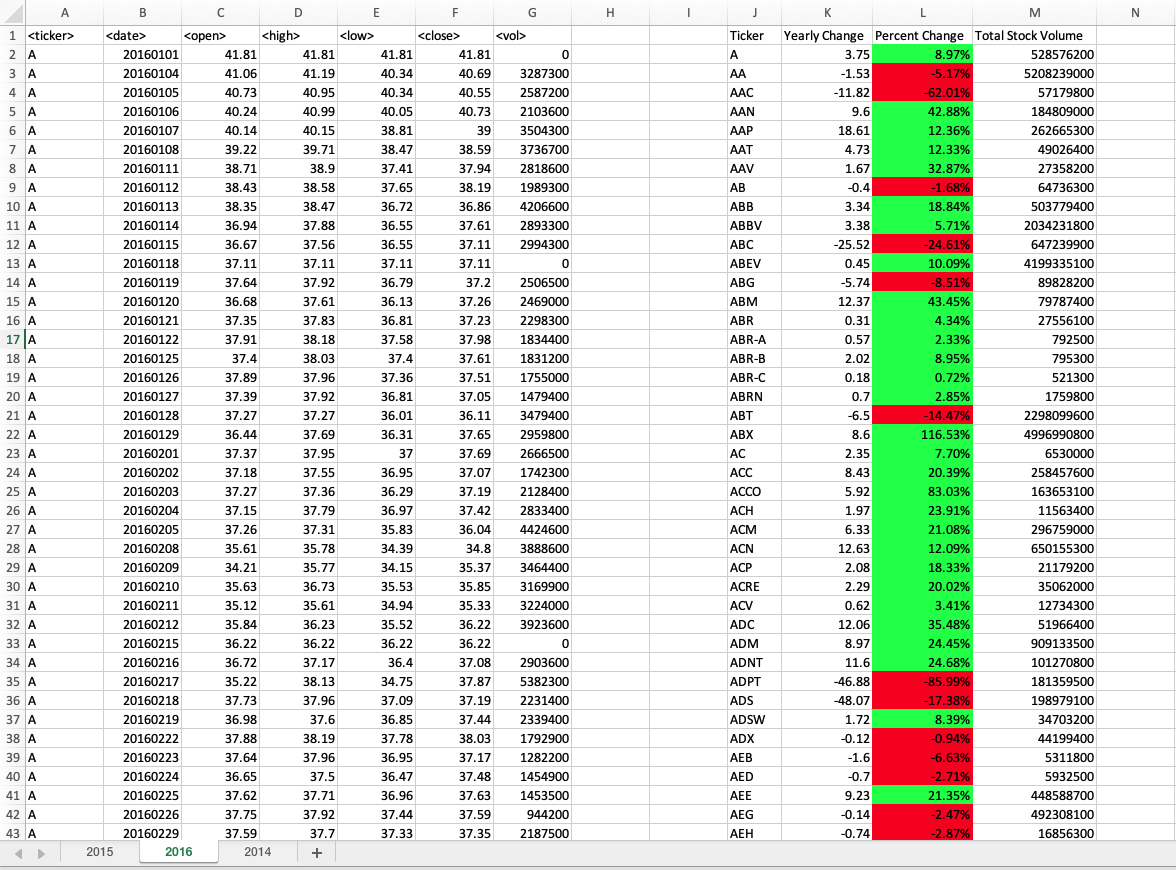 A B C D E F G H I J K L M N
1 <ticker> <date> <open> <high> <low> <close> <vol> Ticker Yearly Change Percent Change Total Stock Volume
2 A 20160101 41.81 41.81 41.81 41.81 0 A 3.75 8.97% 528576200
3 A 20160104 41.06 41.19 40.34 40.69 3287300 AA -1.53 -5.17% 5208239000
4 A 20160105 40.73 40.95 40.34 40.55 2587200 AAC -11.82 -62.01% 57179800
5 A 20160106 40.24 40.99 40.05 40.73 2103600 AAN 9.6 42.88% 184809000
6 A 20160107 40.14 40.15 38.81 39 3504300 AAP 18.61 12.36% 262665300
7 A 20160108 39.22 39.71 38.47 38.59 3736700 AAT 4.73 12.33% 49026400
8 A 20160111 38.71 38.9 37.41 37.94 2818600 AAV 1.67 32.87% 27358200
9 A 20160112 38.43 38.58 37.65 38.19 1989300 AB -0.4 -1.68% 64736300
10 A 20160113 38.35 38.47 36.72 36.86 4206600 ABB 3.34 18.84% 503779400
11 A 20160114 36.94 37.88 36.55 37.61 2893300 ABBV 3.38 5.71% 2034231800
12 A 20160115 36.67 37.56 36.55 37.11 2994300 ABC -25.52 -24.61% 647239900
13 A 20160118 37.11 37.11 37.11 37.11 0 ABEV 0.45 10.09% 4199335100
14 A 20160119 37.64 37.92 36.79 37.2 2506500 ABG -5.74 -8.51% 89828200
15 A 20160120 36.68 37.61 36.13 37.26 2469000 ABM 12.37 43.45% 79787400
16 A 20160121 37.35 37.83 36.81 37.23 2298300 ABR 0.31 4.34% 27556100
17 A 20160122 37.91 38.18 37.58 37.98 1834400 ABR-A 0.57 2.33% 792500
18 A 20160125 37.4 38.03 37.4 37.61 1831200 ABR-B 2.02 8.95% 795300
19 A 20160126 37.89 37.96 37.36 37.51 1755000 ABR-C 0.18 0.72% 521300
20 A 20160127 37.39 37.92 36.81 37.05 1479400 ABRN 0.7 2.85% 1759800
21 A 20160128 37.27 37.27 36.01 36.11 3479400 ABT -6.5 -14.47% 2298099600
22 A 20160129 36.44 37.69 36.31 37.65 2959800 ABX 8.6 116.53% 4996990800
23 A 20160201 37.37 37.95 37 37.69 2666500 AC 2.35 7.70% 6530000
24 A 20160202 37.18 37.55 36.95 37.07 1742300 ACC 8.43 20.39% 258457600
25 A 20160203 37.27 37.36 36.29 37.19 2128400 ACCO 5.92 83.03% 163653100
26 A 20160204 37.15 37.79 36.97 37.42 2833400 ACH 1.97 23.91% 11563400
27 A 20160205 37.26 37.31 35.83 36.04 4424600 ACM 6.33 21.08% 296759000
28 A 20160208 35.61 35.78 34.39 34.8 3888600 ACN 12.63 12.09% 650155300
29 A 20160209 34.21 35.77 34.15 35.37 3464400 ACP 2.08 18.33% 21179200
30 A 20160210 35.63 36.73 35.53 35.85 3169900 ACRE 2.29 20.02% 35062000
31 A 20160211 35.12 35.61 34.94 35.33 3224000 ACV 0.62 3.41% 12734300
32 A 20160212 35.84 36.23 35.52 36.22 3923600 ADC 12.06 35.48% 51966400
33 A 20160215 36.22 36.22 36.22 36.22 0 ADM 8.97 24.45% 909133500
34 A 20160216 36.72 37.17 36.4 37.08 2903600 ADNT 11.6 24.68% 101270800
35 A 20160217 35.22 38.13 34.75 37.87 5382300 ADPT -46.88 -85.99% 181359500
36 A 20160218 37.73 37.96 37.09 37.19 2231400 ADS -48.07 -17.38% 198979100
37 A 20160219 36.98 37.6 36.85 37.44 2339400 ADSW 1.72 8.39% 34703200
38 A 20160222 37.88 38.19 37.78 38.03 1792900 ADX -0.12 -0.94% 44199400
39 A 20160223 37.64 37.96 36.95 37.17 1282200 AEB -1.6 -6.63% 5311800
40 A 20160224 36.65 37.5 36.47 37.48 1454900 AED -0.7 -2.71% 5932500
41 A 20160225 37.62 37.71 36.96 37.63 1453500 AEE 9.23 21.35% 448588700
42 A 20160226 37.75 37.92 37.44 37.59 944200 AEG -0.14 -2.47% 492308100
43 A 20160229 37.59 37.7 37.33 37.35 2187500 AEH -0.74 -2.87% 16856300
2015 2016 2014 +